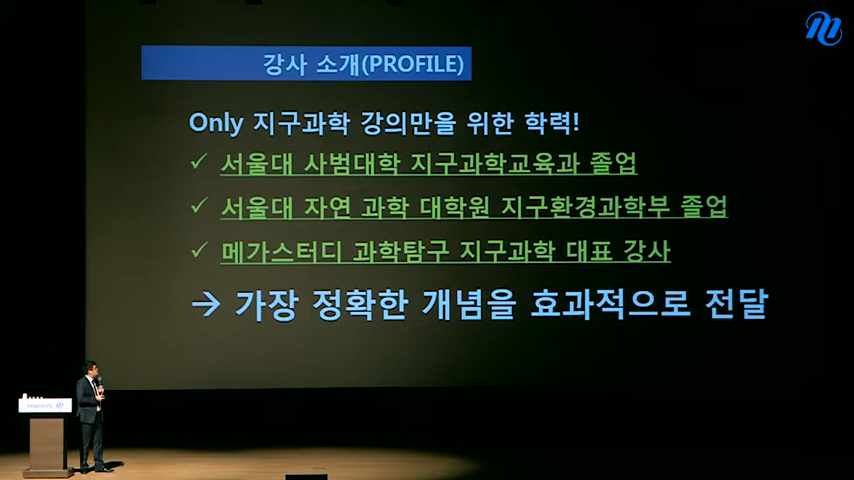 강사 소개(PROFILE)
Only 지구과학 강의만을 위한 학력!
✓ 서울대 사범대학 지구과학교육과 졸업
✓ 서울대 자연 과학 대학원 지구환경과학부 졸업
✓ 메가스터디 과학탐구 지구과학 대표 강사
→ 가장 정확한 개념을 효과적으로 전달